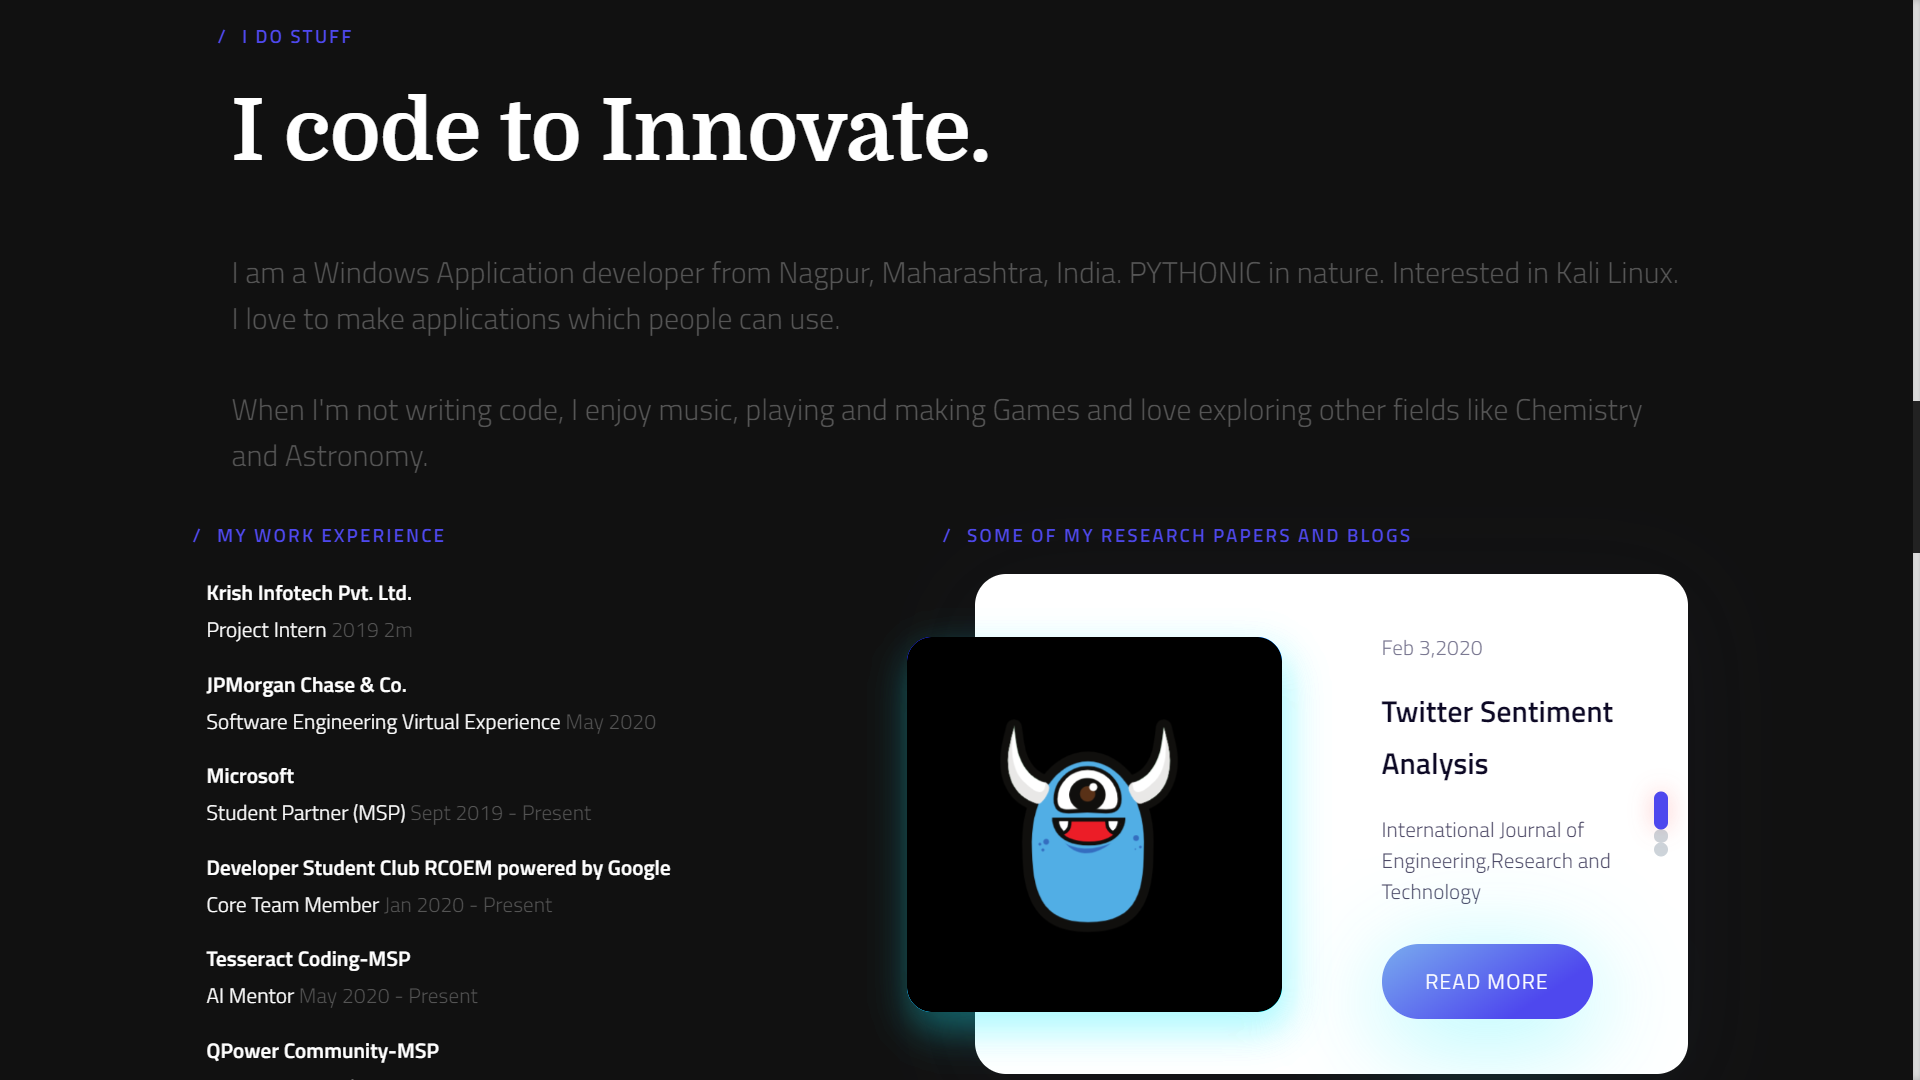 / I DO STUFF
I code to Innovate.
I am a Windows Application developer from Nagpur, Maharashtra, India. PYTHONIC in nature. Interested in Kali Linux.
I love to make applications which people can use.
When I'm not writing code, I enjoy music, playing and making Games and love exploring other fields like Chemistry
and Astronomy.
/ MY WORK EXPERIENCE
Krish Infotech Pvt. Ltd.
Project Intern 2019 2m
JPMorgan Chase & Co.
Software Engineering Virtual Experience May 2020
Microsoft
Student Partner (MSP) Sept 2019 - Present
Developer Student Club RCOEM powered by Google
Core Team Member Jan 2020 - Present
Tesseract Coding-MSP
AI Mentor May 2020 - Present
QPower Community-MSP
/ SOME OF MY RESEARCH PAPERS AND BLOGS
Feb 3,2020
Twitter Sentiment
Analysis
International Journal of
Engineering,Research and
Technology
READ MORE